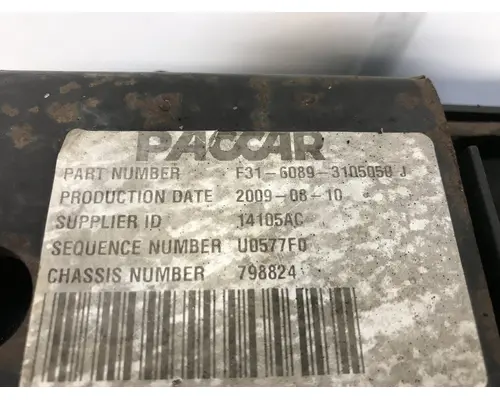 PACCAR
PART NUMBER F31-6089-3105050 J
PRODUCTION DATE 2009-08-10
SUPPLIER ID 14105AC
SEQUENCE NUMBER U0577FD
CHASSIS NUMBER 798824